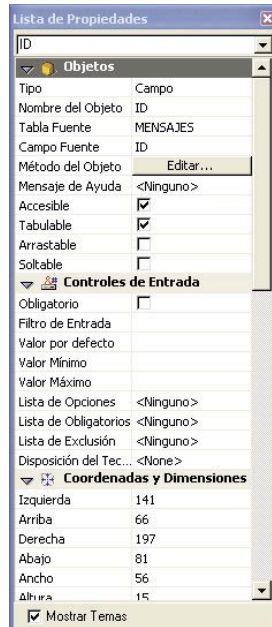 Lista de Propiedades
ID
Objetos
Tipo Campo
Nombre del Objeto ID
Tabla Fuente MENSAJES
Campo Fuente ID
Método del Objeto Editar...
Mensaje de Ayuda <Ninguno>
Accesible
Tabulable
Arrastable
Soltable
Controles de Entrada
Obligatorio
Filtro de Entrada
Valor por defecto
Valor Mínimo
Valor Máximo
Lista de Opciones <Ninguno>
Lista de Obligatorios <Ninguno>
Lista de Exclusión <Ninguno>
Disposición del Tec... <None>
Coordenadas y Dimensiones
Izquierda 141
Arriba 66
Derecha 197
Abajo 81
Ancho 56
Altura 15
Mostrar Temas